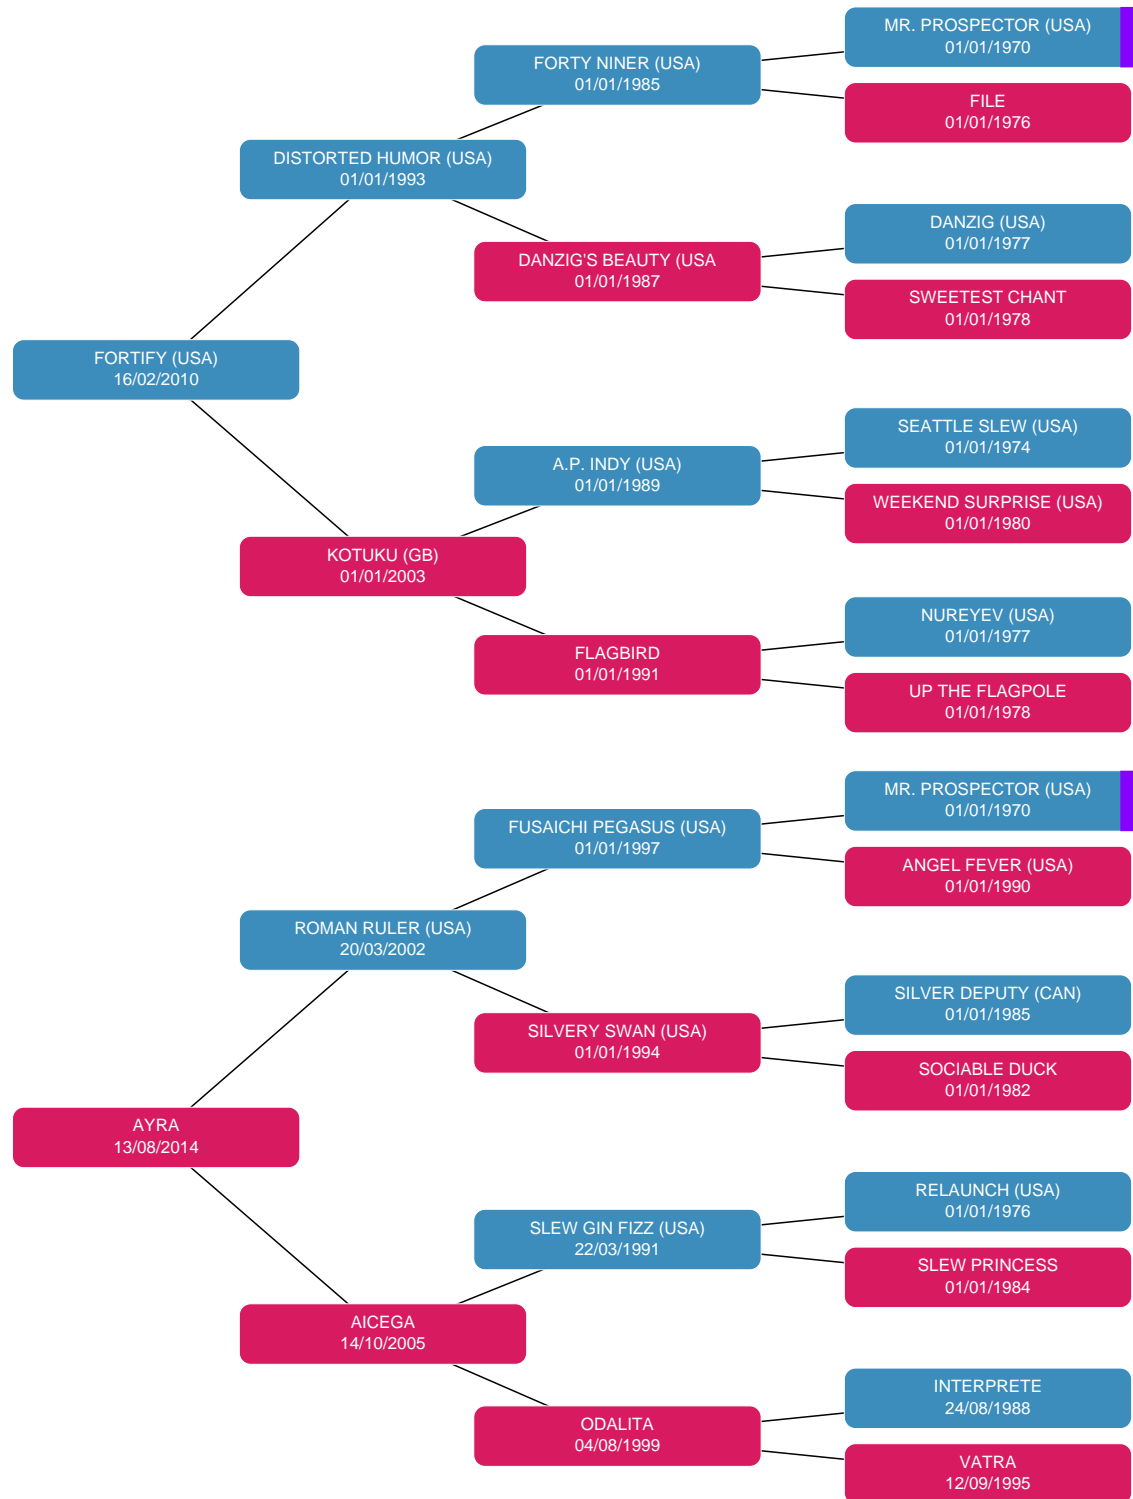 MR. PROSPECTOR (USA)
01/01/1970
FORTY NINER (USA)
01/01/1985
FILE
01/01/1976
DISTORTED HUMOR (USA)
01/01/1993
DANZIG (USA)
01/01/1977
DANZIG'S BEAUTY (USA
01/01/1987
SWEETEST CHANT
01/01/1978
FORTIFY (USA)
16/02/2010
SEATTLE SLEW (USA)
01/01/1974
A.P. INDY (USA)
01/01/1989
WEEKEND SURPRISE (USA)
01/01/1980
KOTUKU (GB)
01/01/2003
NUREYEV (USA)
01/01/1977
FLAGBIRD
01/01/1991
UP THE FLAGPOLE
01/01/1978
MR. PROSPECTOR (USA)
01/01/1970
FUSAICHI PEGASUS (USA)
01/01/1997
ANGEL FEVER (USA)
01/01/1990
ROMAN RULER (USA)
20/03/2002
SILVER DEPUTY (CAN)
01/01/1985
SILVERY SWAN (USA)
01/01/1994
SOCIABLE DUCK
01/01/1982
AYRA
13/08/2014
RELAUNCH (USA)
01/01/1976
SLEW GIN FIZZ (USA)
22/03/1991
SLEW PRINCESS
01/01/1984
AICEGA
14/10/2005
INTERPRETE
24/08/1988
ODALITA
04/08/1999
VATRA
12/09/1995